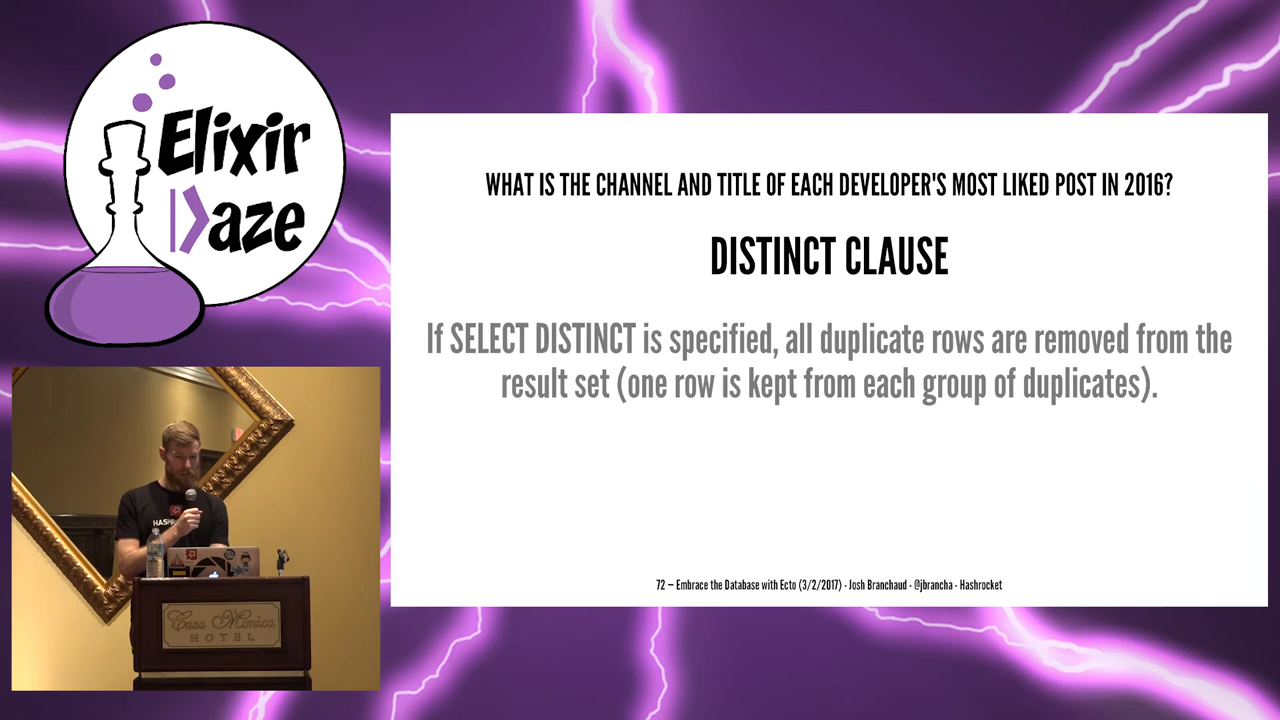 Elixir
|>aze
WHAT IS THE CHANNEL AND TITLE OF EACH DEVELOPER'S MOST LIKED POST IN 2016?
DISTINCT CLAUSE
If SELECT DISTINCT is specified, all duplicate rows are removed from the
result set (one row is kept from each group of duplicates).
72 – Embrace the Database with Ecto (3/2/2017) - Josh Branchaud - @jbrancha - Hashrocket
Casa Monica
HOTEL